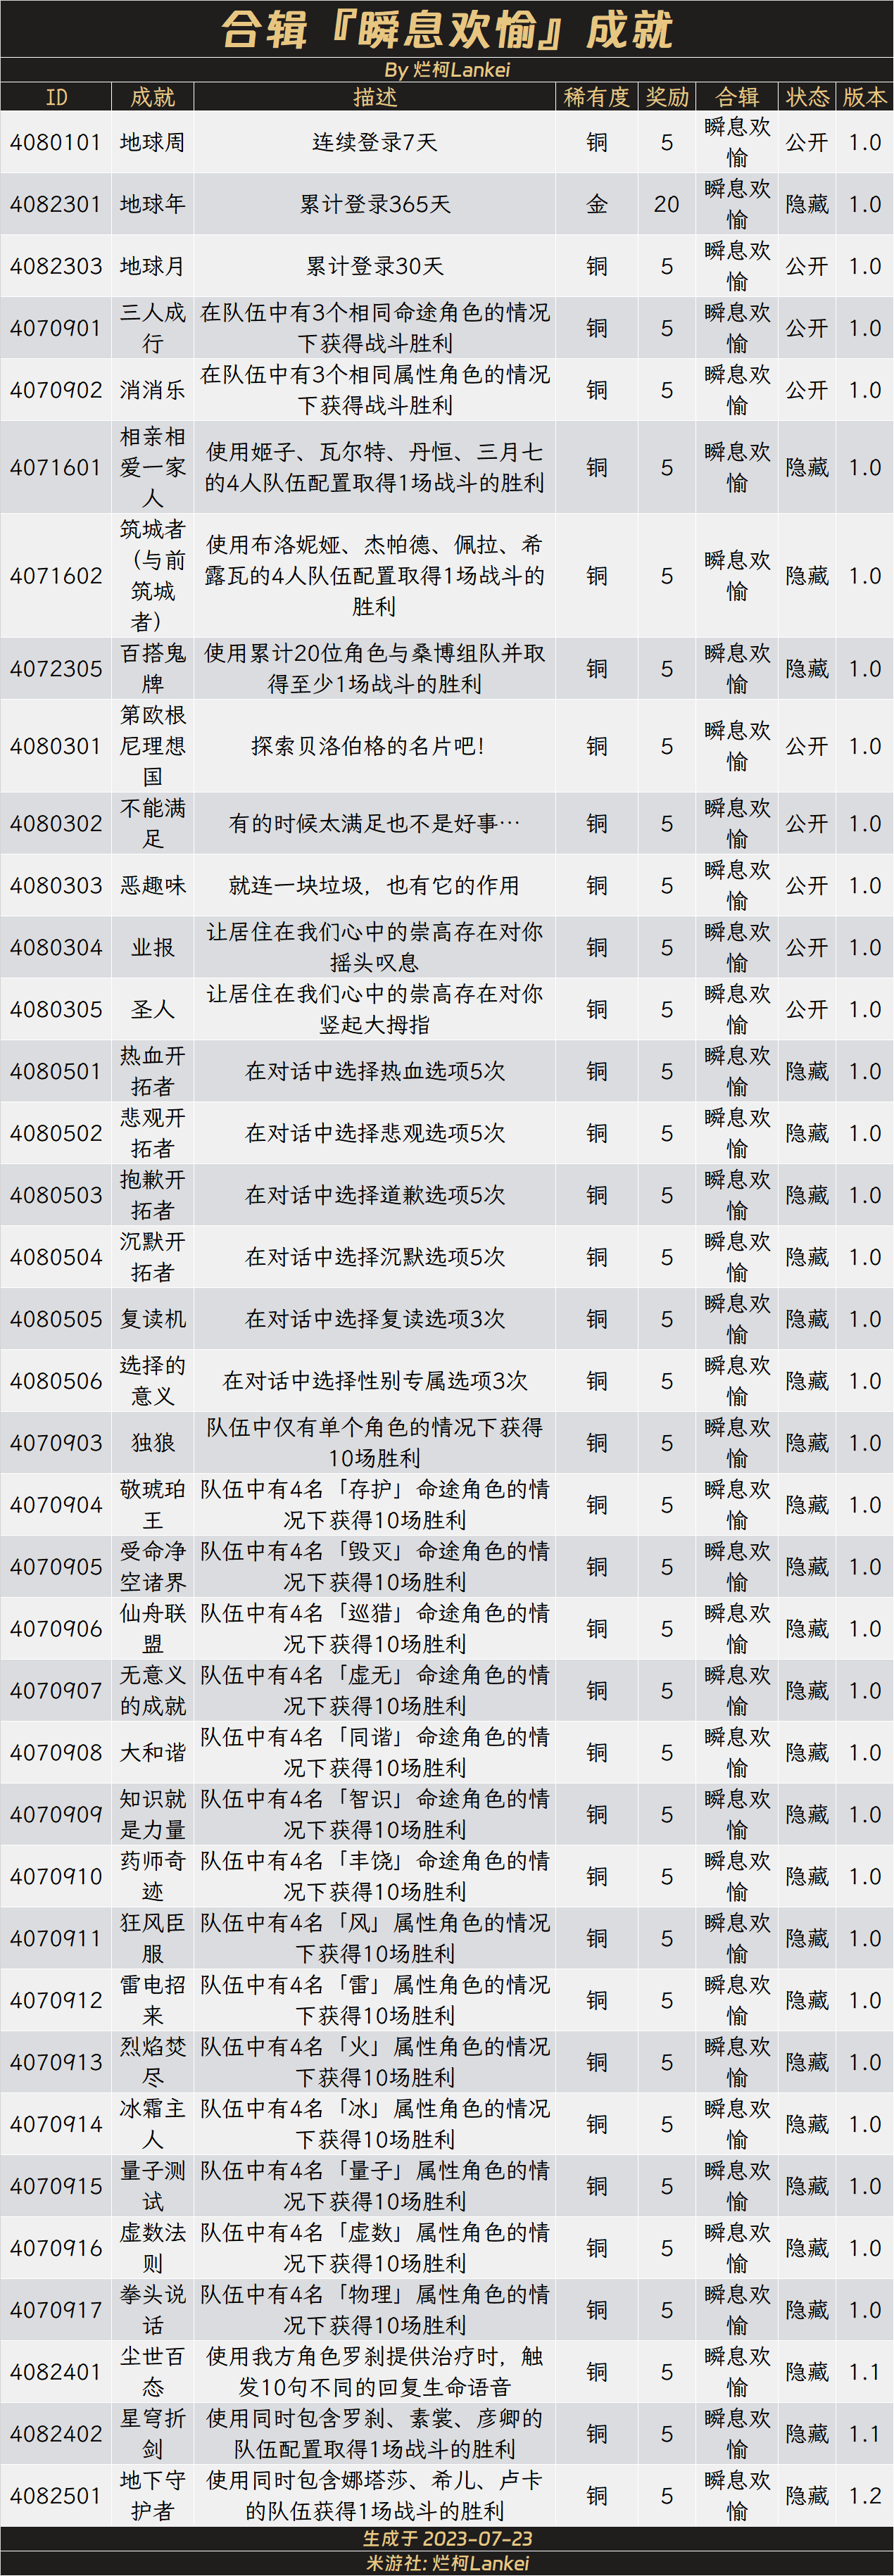 合辑『瞬息欢愉』成就
By 烂柯Lankei
ID 成就 描述 稀有度 奖励 合辑 状态 版本
4080101 地球周 连续登录7天 铜 5 瞬息欢愉 公开 1.0
4082301 地球年 累计登录365天 金 20 瞬息欢愉 隐藏 1.0
4082303 地球月 累计登录30天 铜 5 瞬息欢愉 公开 1.0
4070901 三人成行 在队伍中有3个相同命途角色的情况下获得战斗胜利 铜 5 瞬息欢愉 公开 1.0
4070902 消消乐 在队伍中有3个相同属性角色的情况下获得战斗胜利 铜 5 瞬息欢愉 公开 1.0
4071601 相亲相爱一家人 使用姬子、瓦尔特、丹恒、三月七的4人队伍配置取得1场战斗的胜利 铜 5 瞬息欢愉 隐藏 1.0
4071602 筑城者（与前筑城者） 使用布洛妮娅、杰帕德、佩拉、希露瓦的4人队伍配置取得1场战斗的胜利 铜 5 瞬息欢愉 隐藏 1.0
4072305 百搭鬼牌 使用累计20位角色与桑博组队并取得至少1场战斗的胜利 铜 5 瞬息欢愉 隐藏 1.0
4080301 第欧根尼理想国 探索贝洛伯格的名片吧！ 铜 5 瞬息欢愉 公开 1.0
4080302 不能满足 有的时候太满足也不是好事… 铜 5 瞬息欢愉 公开 1.0
4080303 恶趣味 就连一块垃圾，也有它的作用 铜 5 瞬息欢愉 公开 1.0
4080304 业报 让居住在我们心中的崇高存在对你摇头叹息 铜 5 瞬息欢愉 公开 1.0
4080305 圣人 让居住在我们心中的崇高存在对你竖起大拇指 铜 5 瞬息欢愉 公开 1.0
4080501 热血开拓者 在对话中选择热血选项5次 铜 5 瞬息欢愉 隐藏 1.0
4080502 悲观开拓者 在对话中选择悲观选项5次 铜 5 瞬息欢愉 隐藏 1.0
4080503 抱歉开拓者 在对话中选择道歉选项5次 铜 5 瞬息欢愉 隐藏 1.0
4080504 沉默开拓者 在对话中选择沉默选项5次 铜 5 瞬息欢愉 隐藏 1.0
4080505 复读机 在对话中选择复读选项3次 铜 5 瞬息欢愉 隐藏 1.0
4080506 选择的意义 在对话中选择性别专属选项3次 铜 5 瞬息欢愉 隐藏 1.0
4070903 独狼 队伍中仅有单个角色的情况下获得10场胜利 铜 5 瞬息欢愉 隐藏 1.0
4070904 敬琥珀王 队伍中有4名「存护」命途角色的情况下获得10场胜利 铜 5 瞬息欢愉 隐藏 1.0
4070905 受命净空诸界 队伍中有4名「毁灭」命途角色的情况下获得10场胜利 铜 5 瞬息欢愉 隐藏 1.0
4070906 仙舟联盟 队伍中有4名「巡猎」命途角色的情况下获得10场胜利 铜 5 瞬息欢愉 隐藏 1.0
4070907 无意义的成就 队伍中有4名「虚无」命途角色的情况下获得10场胜利 铜 5 瞬息欢愉 隐藏 1.0
4070908 大和谐 队伍中有4名「同谐」命途角色的情况下获得10场胜利 铜 5 瞬息欢愉 隐藏 1.0
4070909 知识就是力量 队伍中有4名「智识」命途角色的情况下获得10场胜利 铜 5 瞬息欢愉 隐藏 1.0
4070910 药师奇迹 队伍中有4名「丰饶」命途角色的情况下获得10场胜利 铜 5 瞬息欢愉 隐藏 1.0
4070911 狂风臣服 队伍中有4名「风」属性角色的情况下获得10场胜利 铜 5 瞬息欢愉 隐藏 1.0
4070912 雷电招来 队伍中有4名「雷」属性角色的情况下获得10场胜利 铜 5 瞬息欢愉 隐藏 1.0
4070913 烈焰焚尽 队伍中有4名「火」属性角色的情况下获得10场胜利 铜 5 瞬息欢愉 隐藏 1.0
4070914 冰霜主人 队伍中有4名「冰」属性角色的情况下获得10场胜利 铜 5 瞬息欢愉 隐藏 1.0
4070915 量子测试 队伍中有4名「量子」属性角色的情况下获得10场胜利 铜 5 瞬息欢愉 隐藏 1.0
4070916 虚数法则 队伍中有4名「虚数」属性角色的情况下获得10场胜利 铜 5 瞬息欢愉 隐藏 1.0
4070917 拳头说话 队伍中有4名「物理」属性角色的情况下获得10场胜利 铜 5 瞬息欢愉 隐藏 1.0
4082401 尘世百态 使用我方角色罗刹提供治疗时，触发10句不同的回复生命语音 铜 5 瞬息欢愉 隐藏 1.1
4082402 星穹折剑 使用同时包含罗刹、素裳、彦卿的队伍配置取得1场战斗的胜利 铜 5 瞬息欢愉 隐藏 1.1
4082501 地下守护者 使用同时包含娜塔莎、希儿、卢卡的队伍获得1场战斗的胜利 铜 5 瞬息欢愉 隐藏 1.2
生成于 2023-07-23
米游社: 烂柯Lankei